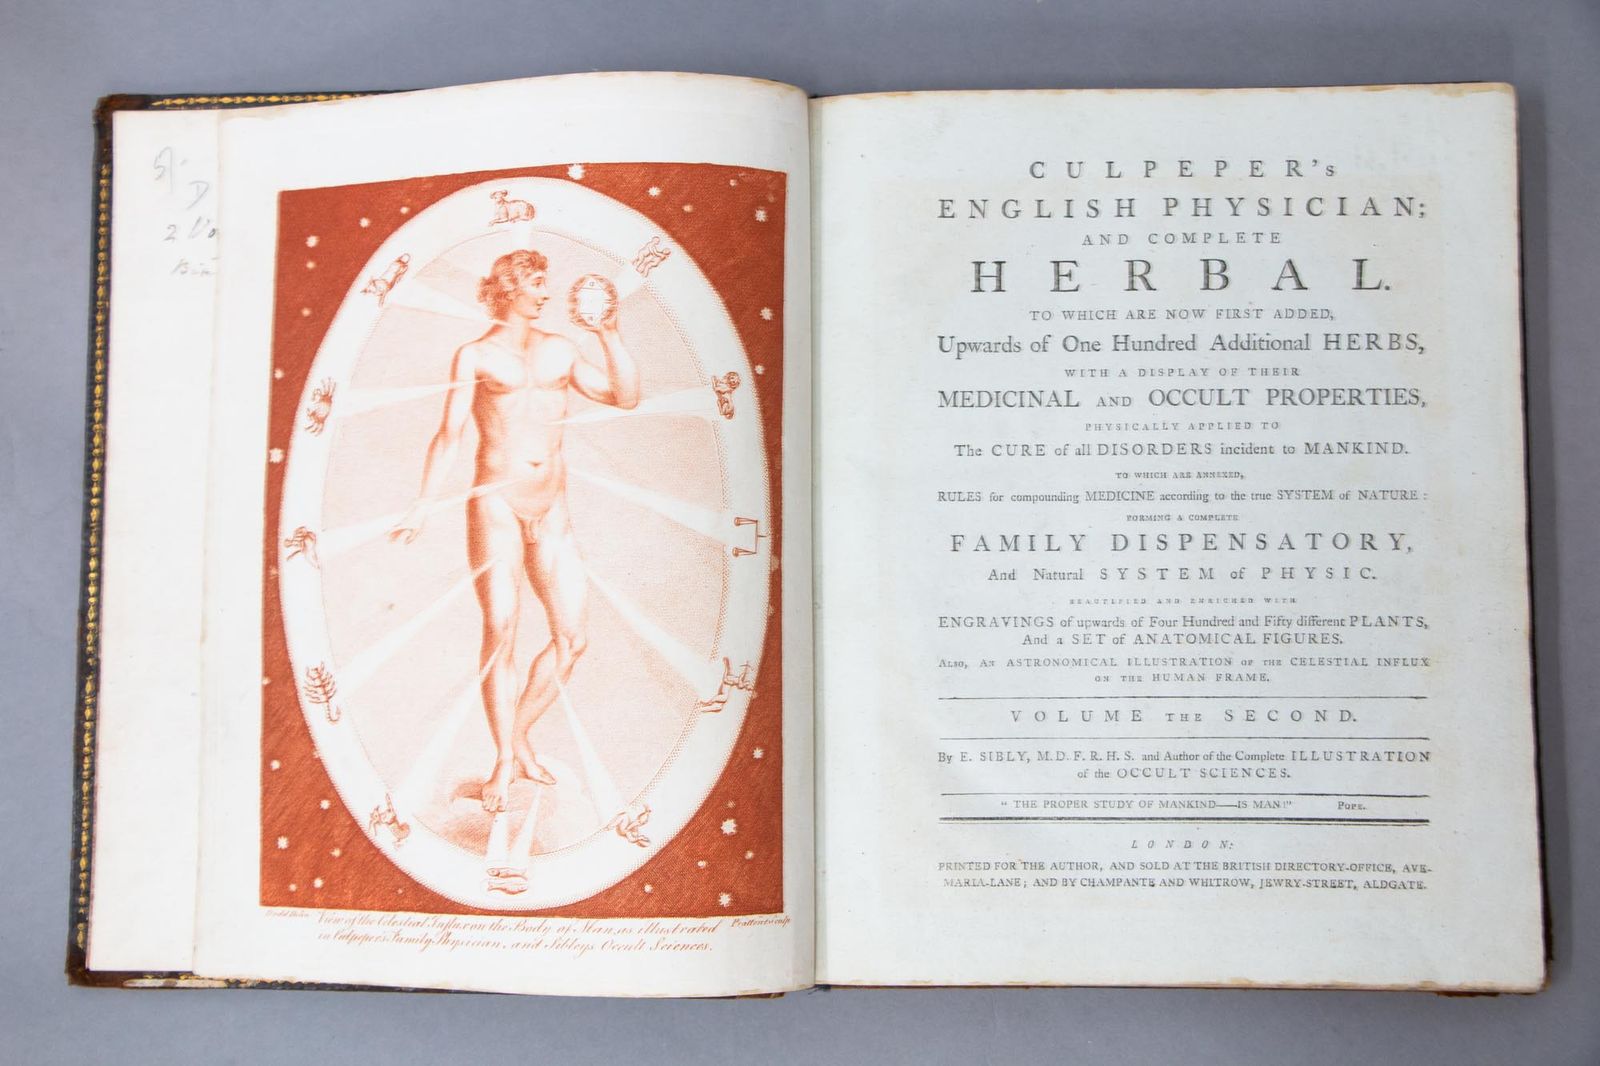 2
Dodd Delin.
View of the Celestial Influx on the Body of Man, as illustrated
in Culpeper's Family Physician, and Sibleys Occult Sciences.
Prattent sculp
CULPEPER's
ENGLISH PHYSICIAN;
AND COMPLETE
HERBAL.
TO WHICH ARE NOW FIRST ADDED,
Upwards of One Hundred Additional HERBS,
WITH A DISPLAY OF THEIR
MEDICINAL AND OCCULT PROPERTIES,
PHYSICALLY APPLIED TO
The CURE of all DISORDERS incident to MANKIND.
TO WHICH ARE ANNEXED,
RULES for compounding MEDICINE according to the true SYSTEM of NATURE:
FORMING A COMPLETE
FAMILY DISPENSATORY,
And Natural SYSTEM of PHYSIC.
BEAUTIFIED AND ENRICHED WITH
ENGRAVINGS of upwards of Four Hundred and Fifty different PLANTS,
And a SET of ANATOMICAL FIGURES.
ALSO, AN ASTRONOMICAL ILLUSTRATION OF THE CELESTIAL INFLUX
ON THE HUMAN FRAME.
VOLUME THE SECOND.
By E. SIBLY, M.D. F. R. H. S. and Author of the Complete ILLUSTRATION
of the OCCULT SCIENCES.
"THE PROPER STUDY OF MANKIND——IS MAN!" POPE.
LONDON:
PRINTED FOR THE AUTHOR, AND SOLD AT THE BRITISH DIRECTORY-OFFICE, AVE-
MARIA-LANE; AND BY CHAMPANTE AND WHITROW, JEWRY-STREET, ALDGATE.